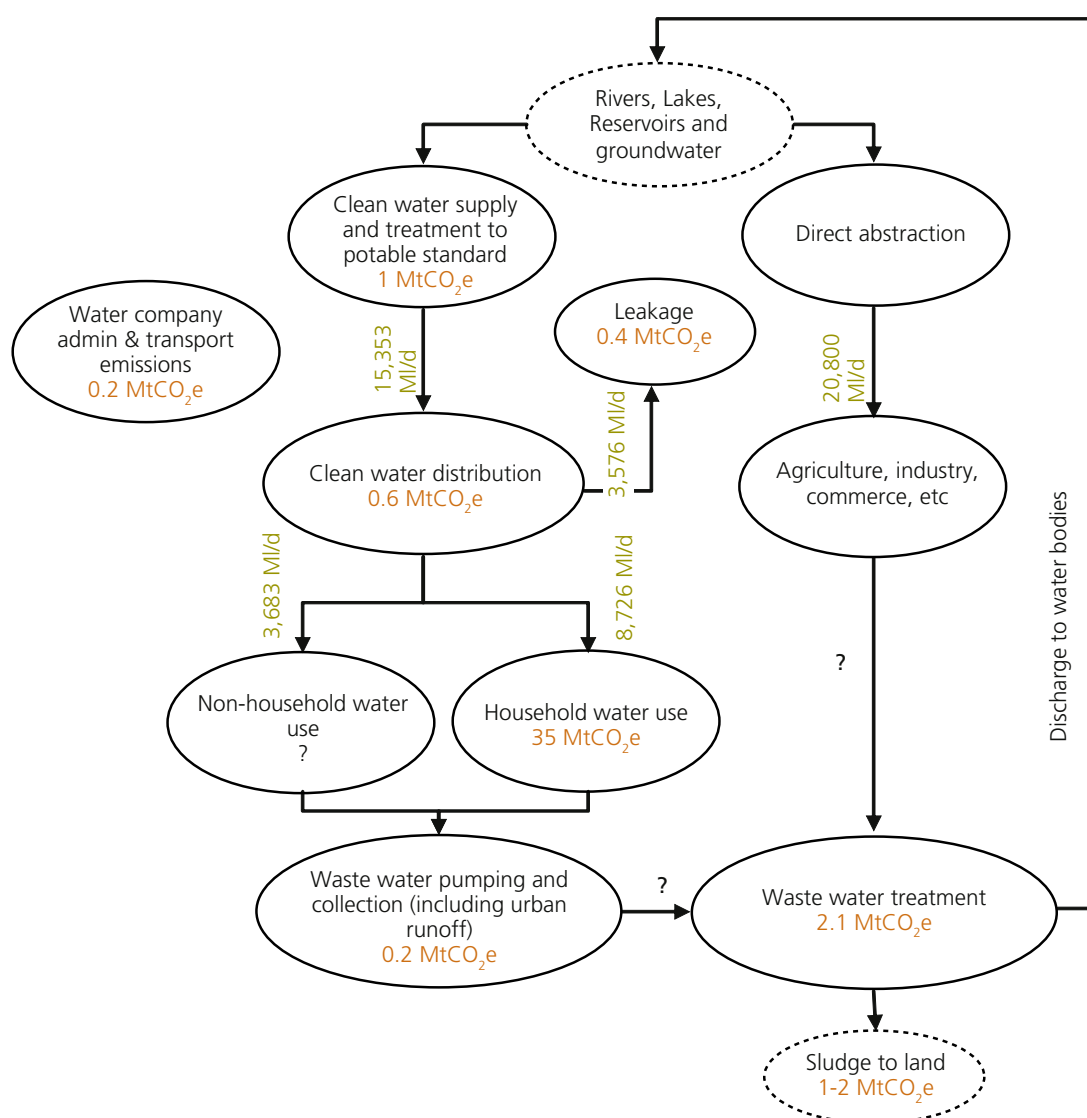 Rivers, Lakes,
Reservoirs and
groundwater
Clean water supply
and treatment to
potable standard
1 MtCO₂e
Direct abstraction
Water company
admin & transport
emissions
0.2 MtCO₂e
15,353
Ml/d
Leakage
0.4 MtCO₂e
20,800
Ml/d
Clean water distribution
0.6 MtCO₂e
3,576 Ml/d
Agriculture, industry,
commerce, etc
3,683 Ml/d
8,726 Ml/d
Discharge to water bodies
?
Non-household water
use
?
Household water use
35 MtCO₂e
Waste water pumping and
collection (including urban
runoff)
0.2 MtCO₂e
?
Waste water treatment
2.1 MtCO₂e
Sludge to land
1-2 MtCO₂e